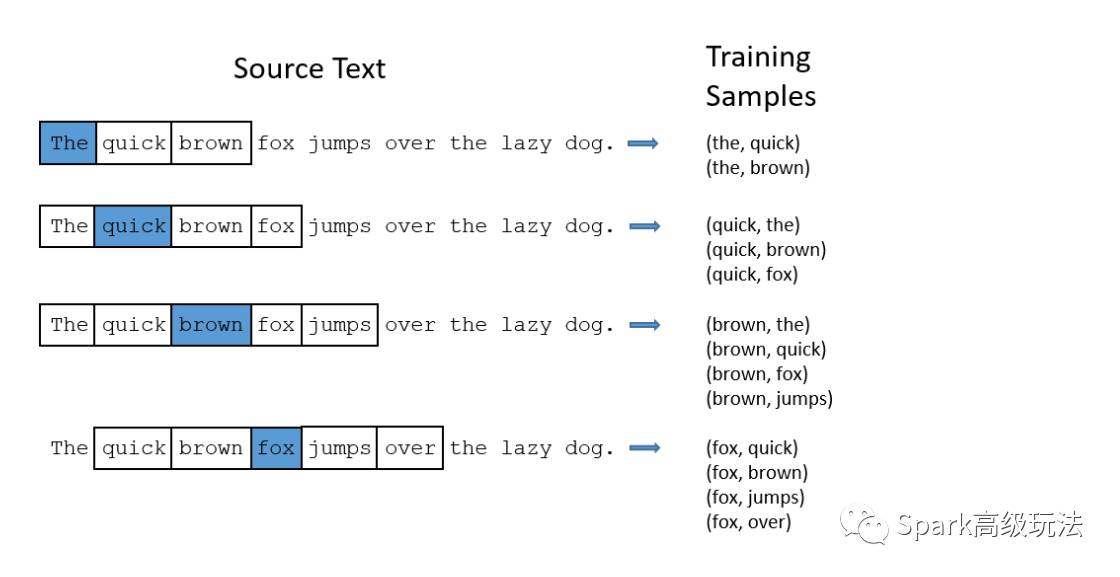 Source Text
Training
Samples
The quick brown fox jumps over the lazy dog.
(the, quick)
(the, brown)
The quick brown fox jumps over the lazy dog.
(quick, the)
(quick, brown)
(quick, fox)
The quick brown fox jumps over the lazy dog.
(brown, the)
(brown, quick)
(brown, fox)
(brown, jumps)
The quick brown fox jumps over the lazy dog.
(fox, quick)
(fox, brown)
(fox, jumps)
(fox, over)
Spark高级玩法